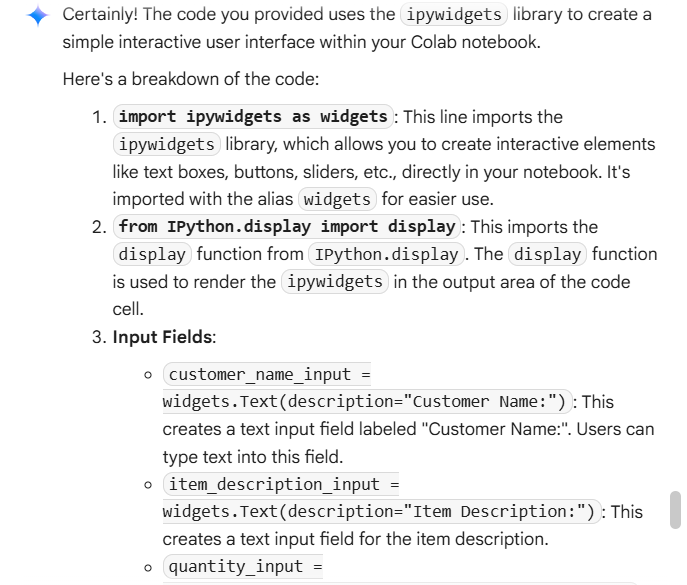 Certainly! The code you provided uses the ipywidgets library to create a
simple interactive user interface within your Colab notebook.
Here's a breakdown of the code:
1. import ipywidgets as widgets: This line imports the
ipywidgets library, which allows you to create interactive elements
like text boxes, buttons, sliders, etc., directly in your notebook. It's
imported with the alias widgets for easier use.
2. from IPython.display import display: This imports the
display function from IPython.display. The display function
is used to render the ipywidgets in the output area of the code
cell.
3. Input Fields:
◦ customer_name_input =
widgets.Text(description="Customer Name:"): This
creates a text input field labeled "Customer Name:". Users can
type text into this field.
◦ item_description_input =
widgets.Text(description="Item Description:"): This
creates a text input field for the item description.
◦ quantity_input =